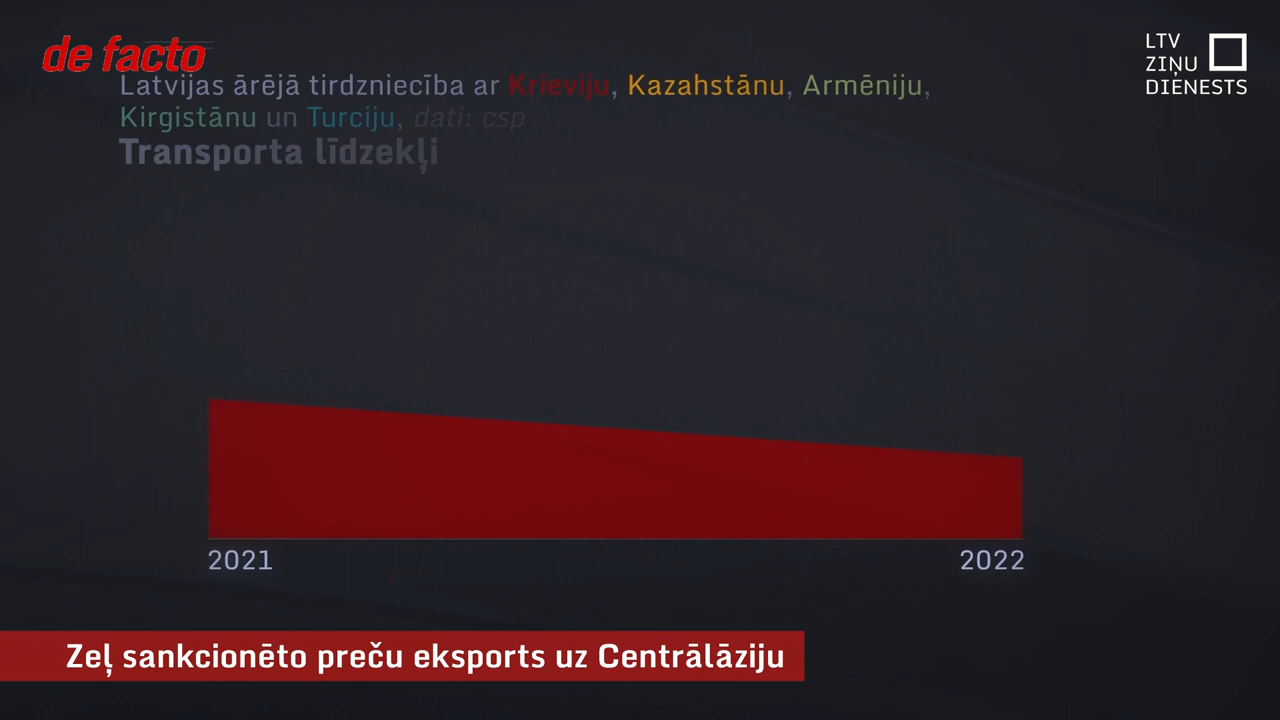 de facto
LTV
ZIŅU
DIENESTS
Latvijas ārējā tirdzniecība ar Krieviju, Kazahstānu, Armēniju,
Kirgistānu un Turciju, dati: csp
Transporta līdzekļi
2021
2022
Zeļ sankcionēto preču eksports uz Centrālāziju